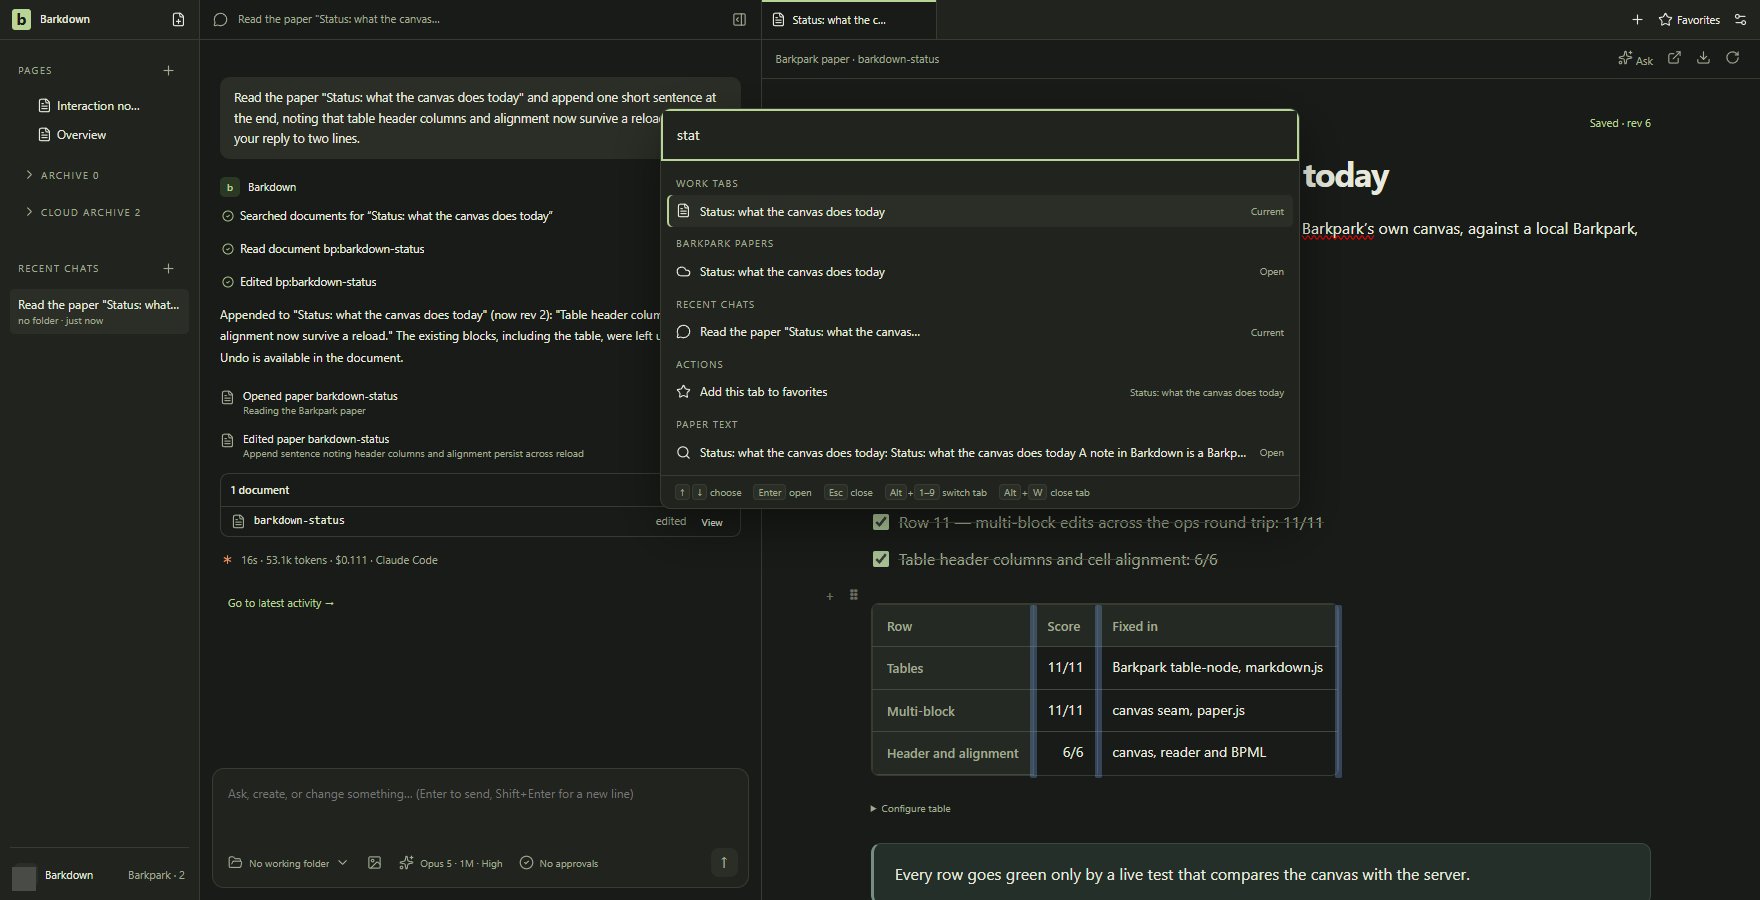 b Barkdown
PAGES
Interaction no...
Overview
ARCHIVE 0
CLOUD ARCHIVE 2
RECENT CHATS
Read the paper "Status: what...
no folder · just now
Barkdown
Barkpark · 2
Read the paper "Status: what the canvas...
Read the paper "Status: what the canvas does today" and append one short sentence at
the end, noting that table header columns and alignment now survive a
your reply to two lines.
b Barkdown
Searched documents for “Status: what the canvas does today”
Read document bp:barkdown-status
Edited bp:barkdown-status
Appended to "Status: what the canvas does today" (now rev 2): "Table header
alignment now survive a reload." The existing blocks, including the table, were left
Undo is available in the document.
Opened paper barkdown-status
Reading the Barkpark paper
Edited paper barkdown-status
Append sentence noting header columns and alignment persist across reload
1 document
barkdown-status
edited View
16s · 53.1k tokens · $0.111 · Claude Code
Go to latest activity →
Ask, create, or change something... (Enter to send, Shift+Enter for a new line)
No working folder
Opus 5 · 1M · High
No approvals
Status: what the c...
Favorites
Barkpark paper · barkdown-status
Ask
Saved · rev 6
today
Barkpark’s own canvas, against a local Barkpark,
stat
WORK TABS
Status: what the canvas does today Current
BARKPARK PAPERS
Status: what the canvas does today Open
RECENT CHATS
Read the paper "Status: what the canvas... Current
ACTIONS
Add this tab to favorites Status: what the canvas does today
PAPER TEXT
Status: what the canvas does today: Status: what the canvas does today A note in Barkdown is a Barkp... Open
↑ ↓ choose Enter open Esc close Alt + 1–9 switch tab Alt + W close tab
Row 11 — multi-block edits across the ops round trip: 11/11
Table header columns and cell alignment: 6/6
Row Score Fixed in
Tables 11/11 Barkpark table-node, markdown.js
Multi-block 11/11 canvas seam, paper.js
Header and alignment 6/6 canvas, reader and BPML
Configure table
Every row goes green only by a live test that compares the canvas with the server.